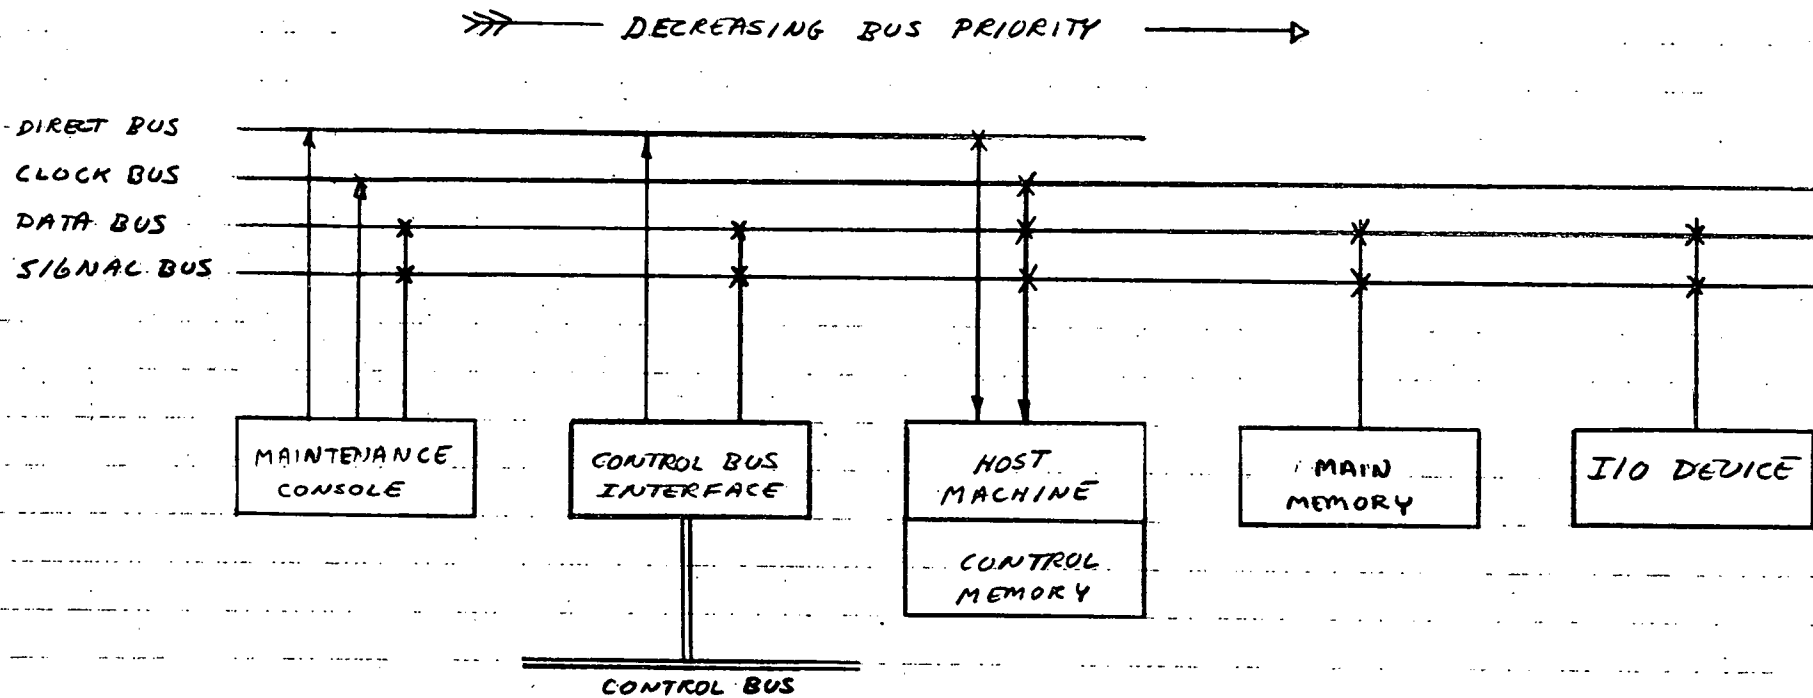 DECREASING BUS PRIORITY
DIRECT BUS
CLOCK BUS
DATA BUS
SIGNAL BUS
MAINTENANCE
CONSOLE
CONTROL BUS
INTERFACE
HOST
MACHINE
CONTROL
MEMORY
MAIN
MEMORY
I/O DEVICE
CONTROL BUS